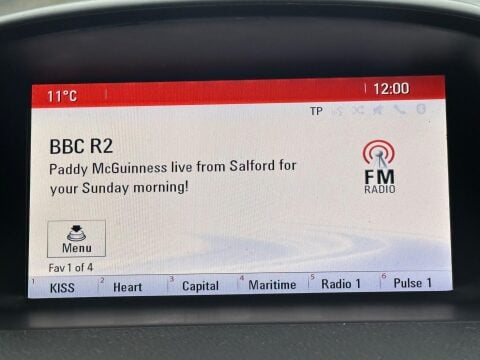 11°C 12:00
TP
BBC R2
Paddy McGuinness live from Salford for
your Sunday morning!
FM
RADIO
Menu
Fav 1 of 4
1 KISS 2 Heart 3 Capital 4 Maritime 5 Radio 1 6 Pulse 1